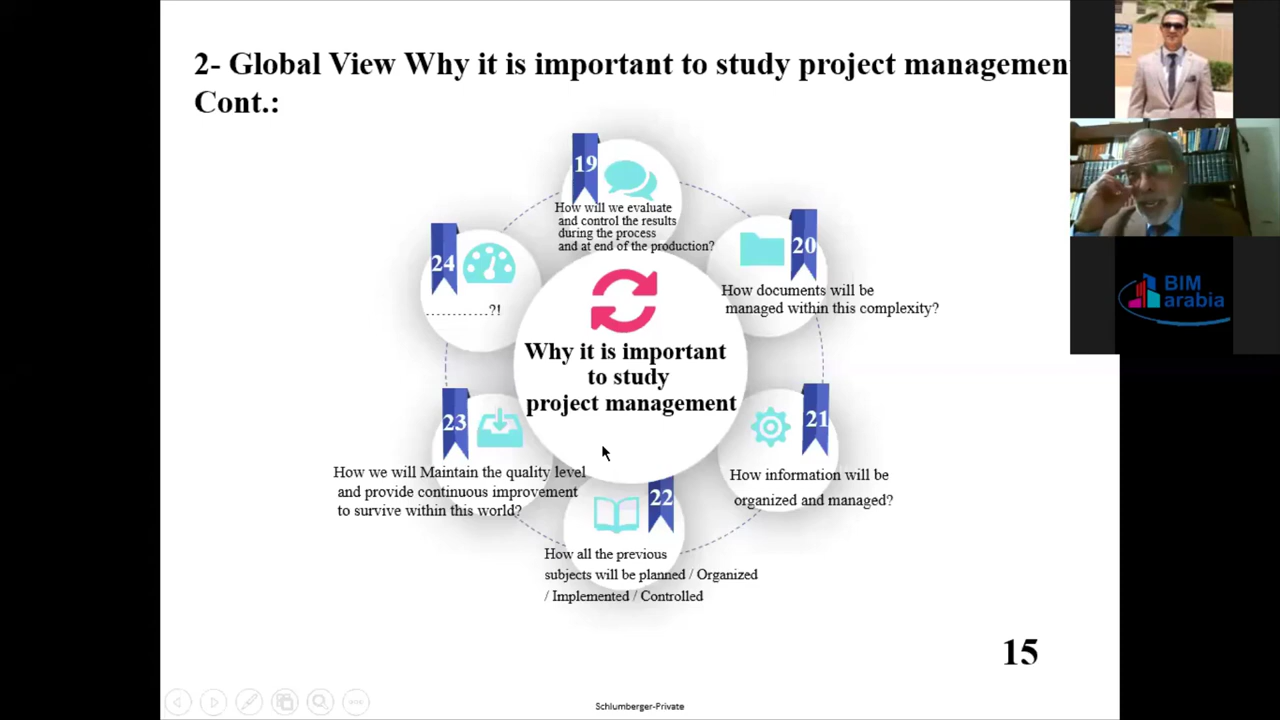 2- Global View Why it is important to study project managemen
Cont.:
19
How will we evaluate
and control the results
during the process
and at end of the production?
20
How documents will be
managed within this complexity?
21
How information will be
organized and managed?
22
How all the previous
subjects will be planned / Organized
/ Implemented / Controlled
23
How we will Maintain the quality level
and provide continuous improvement
to survive within this world?
24
............?!
Why it is important
to study
project management
15
Schlumberger-Private
BIM
arabia